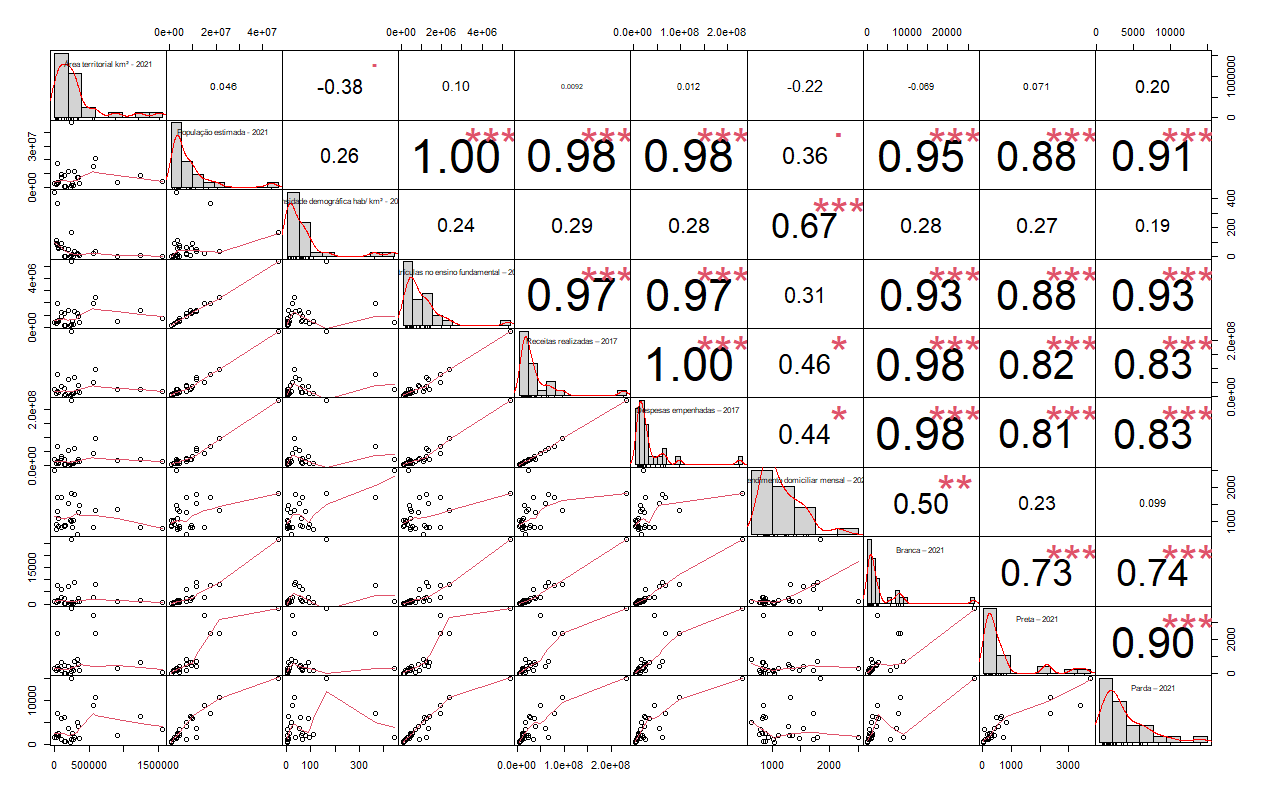 0e+00 2e+07 4e+07 0e+00 2e+06 4e+06 0.0e+00 1.0e+08 2.0e+08 0 10000 20000 0 5000 10000
Área territorial km² - 2021 0.046 -0.38 0.10 0.0092 0.012 -0.22 -0.069 0.071 0.20 0 1000000
0e+00 3e+07 População estimada - 2021 0.26 1.00 *** 0.98 *** 0.98 *** 0.36 0.95 *** 0.88 *** 0.91 ***
demográfica hab/ km² - 20 0.24 0.29 0.28 0.67 *** 0.28 0.27 0.19 0 200 400
0e+00 4e+06 no ensino fundamental – 20 0.97 *** 0.97 *** 0.31 0.93 *** 0.88 *** 0.93 ***
Receitas realizadas – 2017 1.00 *** 0.46 * 0.98 *** 0.82 *** 0.83 *** 0.0e+00 2.0e+08
0.0e+00 2.0e+08 espesas empenhadas – 2017 0.44 * 0.98 *** 0.81 *** 0.83 ***
endimento domiciliar mensal – 202 0.50 ** 0.23 0.099 1000 2000
0 15000 Branca – 2021 0.73 *** 0.74 ***
Preta – 2021 0.90 *** 0 2000
0 10000 Parda – 2021
0 500000 1500000 0 100 300 0.0e+00 1.0e+08 2.0e+08 1000 2000 0 1000 3000